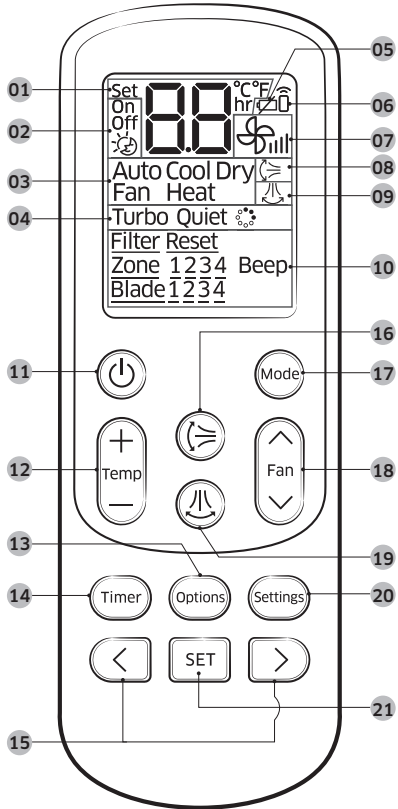 01
02
03
04
05
06
07
08
09
10
11
12
13
14
15
16
17
18
19
20
21
Set
On
Off
88
°C°F
hr
Auto Cool Dry
Fan Heat
Turbo Quiet
Filter Reset
Zone 1234 Beep
Blade1234
Mode
+
Temp
−
Fan
Timer
Options
Settings
<
SET
>